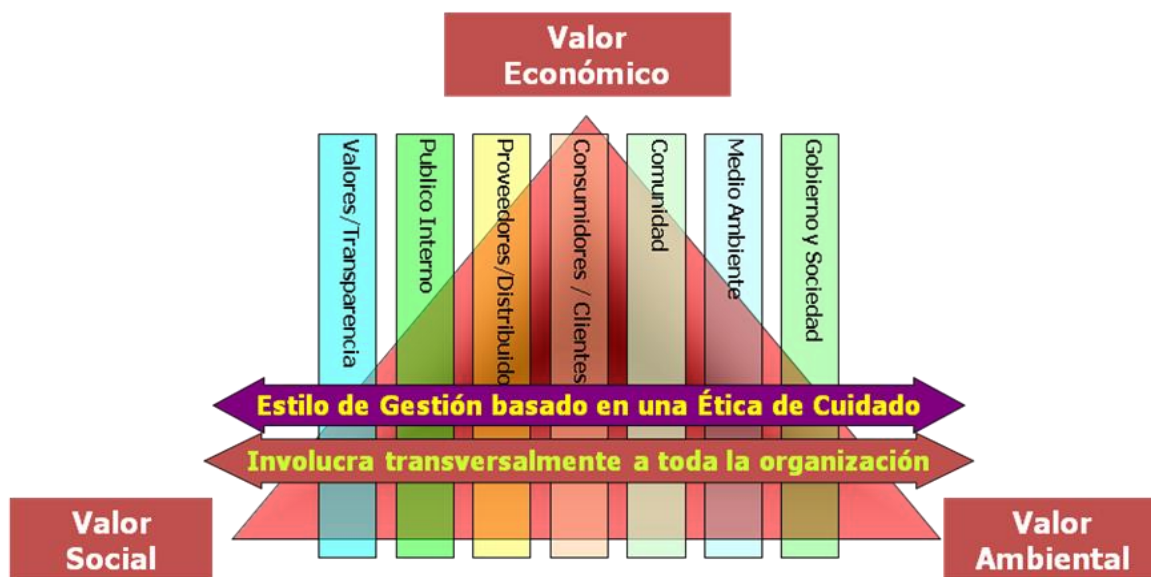 Valor
Económico
Valores/Transparencia
Publico Interno
Proveedores/Distribuido
Consumidores / Clientes
Comunidad
Medio Ambiente
Gobierno y Sociedad
Estilo de Gestión basado en una Ética de Cuidado
Involucra transversalmente a toda la organización
Valor
Social
Valor
Ambiental